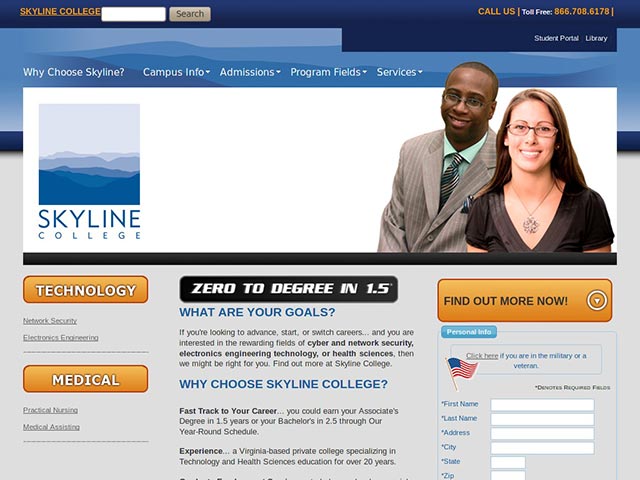 SKYLINE COLLEGE
Search
CALL US | Toll Free: 866.708.6178 |
Student Portal | Library
Why Choose Skyline?
Campus Info
Admissions
Program Fields
Services
SKYLINE
COLLEGE
TECHNOLOGY
Network Security
Electronics Engineering
MEDICAL
Practical Nursing
Medical Assisting
ZERO TO DEGREE IN 1.5
WHAT ARE YOUR GOALS?
If you're looking to advance, start, or switch careers... and you are
interested in the rewarding fields of cyber and network security,
electronics engineering technology, or health sciences, then
we might be right for you. Find out more at Skyline College.
WHY CHOOSE SKYLINE COLLEGE?
Fast Track to Your Career... you could earn your Associate's
Degree in 1.5 years or your Bachelor's in 2.5 through Our
Year-Round Schedule.
Experience... a Virginia-based private college specializing in
Technology and Health Sciences education for over 20 years.
FIND OUT MORE NOW!
Personal Info
Click here if you are in the military or a
veteran.
*Denotes Required Fields
*First Name
*Last Name
*Address
*City
*State
*Zip